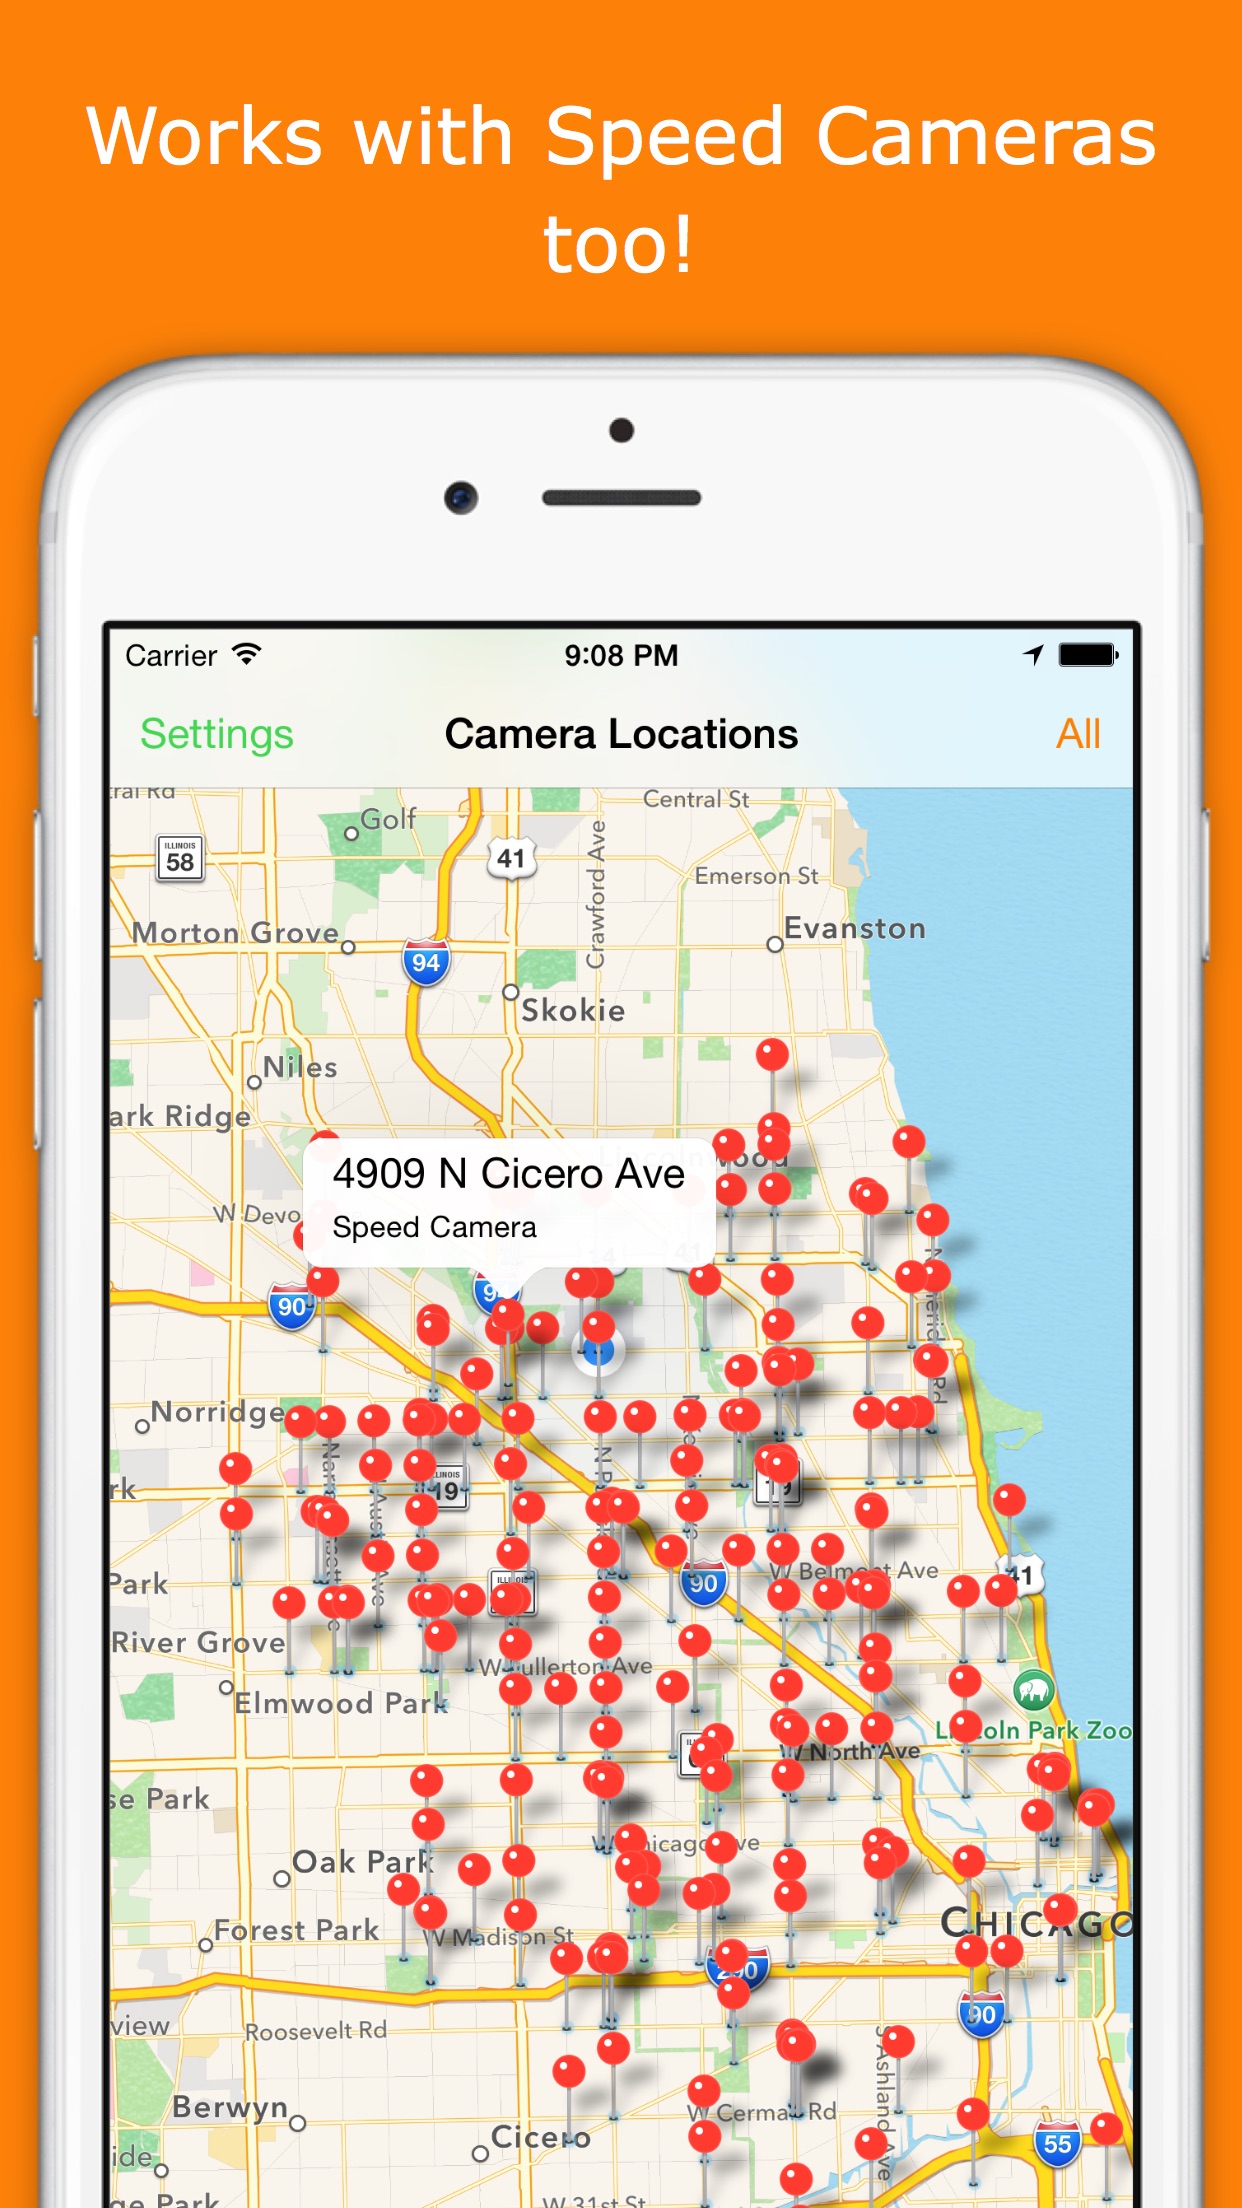 Works with Speed Cameras
too!
Carrier
9:08 PM
Settings
Camera Locations
All
Golf
Central St
ILLINOIS
58
41
Crawford Ave
Emerson St
Morton Grove
Evanston
94
Skokie
Niles
ark Ridge
4909 N Cicero Ave
Speed Camera
W Devo
90
Norridge
rk
19
19
Park
90
W Belmont Ave
41
River Grove
W Fullerton Ave
Elmwood Park
Lincoln Park Zoo
W North Ave
se Park
W Chicago Ave
Oak Park
CHICAGO
Forest Park
W Madison St
290
90
view
Roosevelt Rd
S Ashland Ave
Berwyn
W Cermak Rd
Cicero
55
ide
ge Park
W 31st St